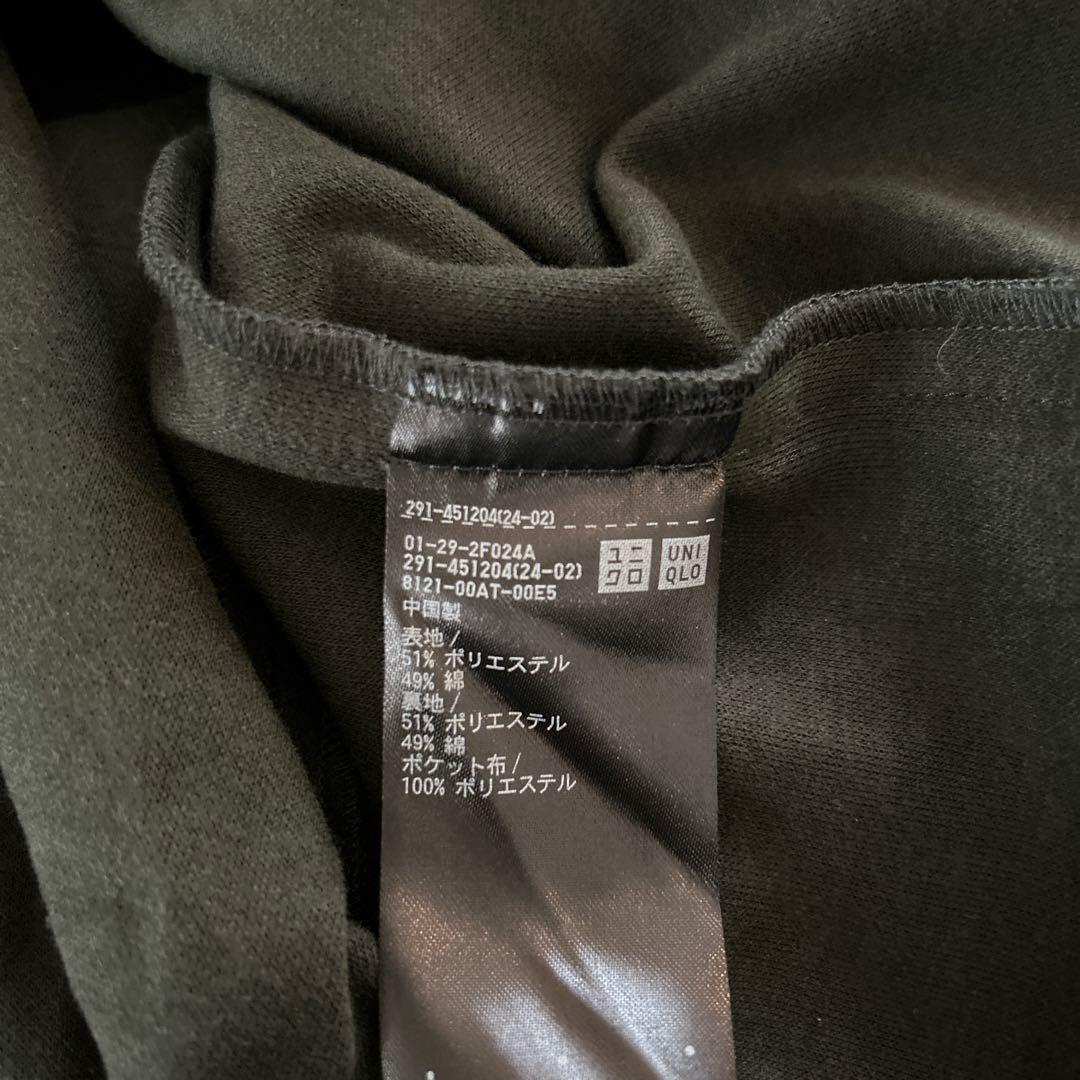 291-451204(24-02)
01-29-2F024A
291-451204(24-02)
8121-00AT-00E5
ユニ
クロ
UNI
QLO
中国製
表地/
51% ポリエステル
49% 綿
裏地/
51% ポリエステル
49% 綿
ポケット布/
100% ポリエステル